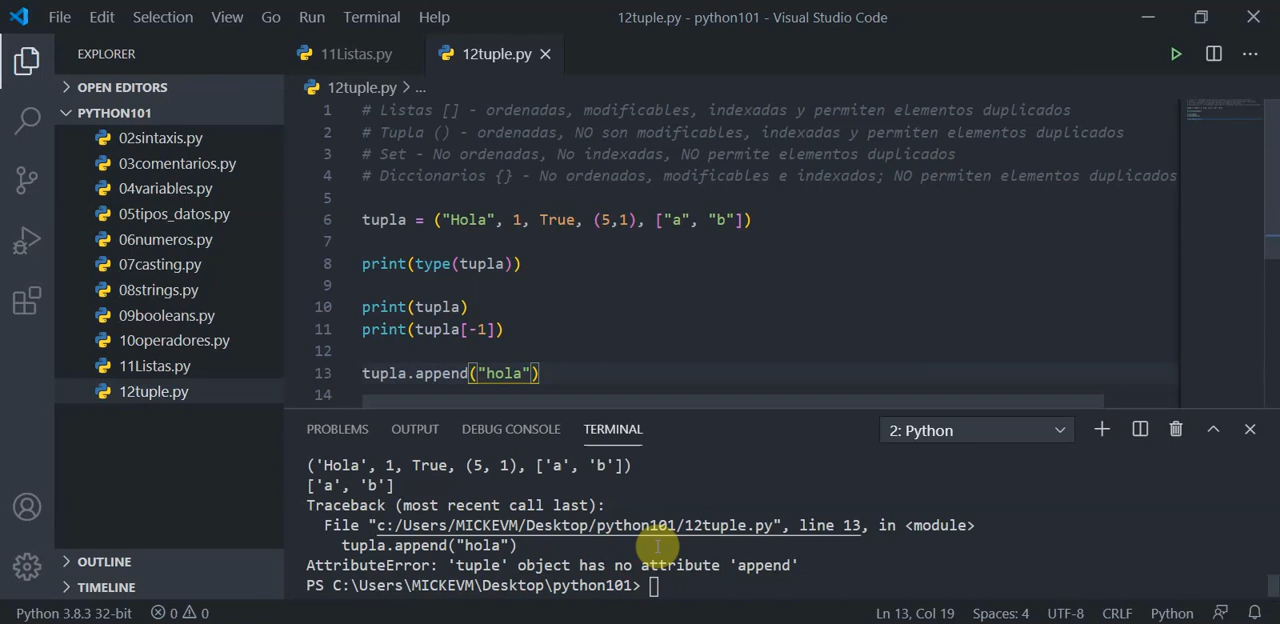 File Edit Selection View Go Run Terminal Help 12tuple.py - python101 - Visual Studio Code
EXPLORER
OPEN EDITORS
PYTHON101
02sintaxis.py
03comentarios.py
04variables.py
05tipos_datos.py
06numeros.py
07casting.py
08strings.py
09booleans.py
10operadores.py
11Listas.py
12tuple.py
OUTLINE
TIMELINE
11Listas.py 12tuple.py
12tuple.py > ...
1 # Listas [] - ordenadas, modificables, indexadas y permiten elementos duplicados
2 # Tupla () - ordenadas, NO son modificables, indexadas y permiten elementos duplicados
3 # Set - No ordenadas, No indexadas, NO permite elementos duplicados
4 # Diccionarios {} - No ordenados, modificables e indexados; NO permiten elementos duplicados
5
6 tupla = ("Hola", 1, True, (5,1), ["a", "b"])
7
8 print(type(tupla))
9
10 print(tupla)
11 print(tupla[-1])
12
13 tupla.append("hola")
14
PROBLEMS OUTPUT DEBUG CONSOLE TERMINAL 2: Python
('Hola', 1, True, (5, 1), ['a', 'b'])
['a', 'b']
Traceback (most recent call last):
File "c:/Users/MICKEVM/Desktop/python101/12tuple.py", line 13, in <module>
tupla.append("hola")
AttributeError: 'tuple' object has no attribute 'append'
PS C:\Users\MICKEVM\Desktop\python101>
Python 3.8.3 32-bit 0 0 Ln 13, Col 19 Spaces: 4 UTF-8 CRLF Python